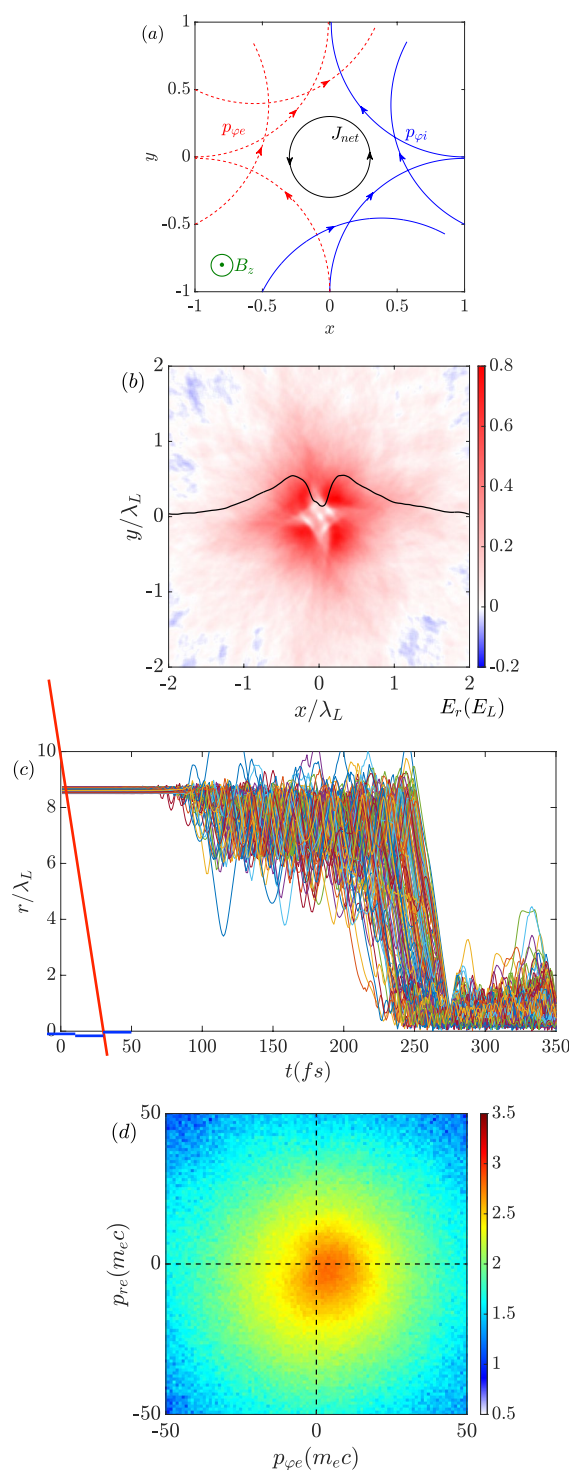 (a)
1
0.5
0
-0.5
-1
y
p_φe
J_net
p_φi
B_z
-1 -0.5 0 0.5 1
x
(b)
2
1
0
-1
-2
y/λ_L
-2 -1 0 1 2
x/λ_L
E_r(E_L)
0.8
0.6
0.4
0.2
0
-0.2
(c)
10
8
6
4
2
0
r/λ_L
0 50 100 150 200 250 300 350
t(fs)
(d)
50
0
-50
p_re(m_e c)
-50 0 50
p_φe(m_e c)
3.5
3
2.5
2
1.5
1
0.5